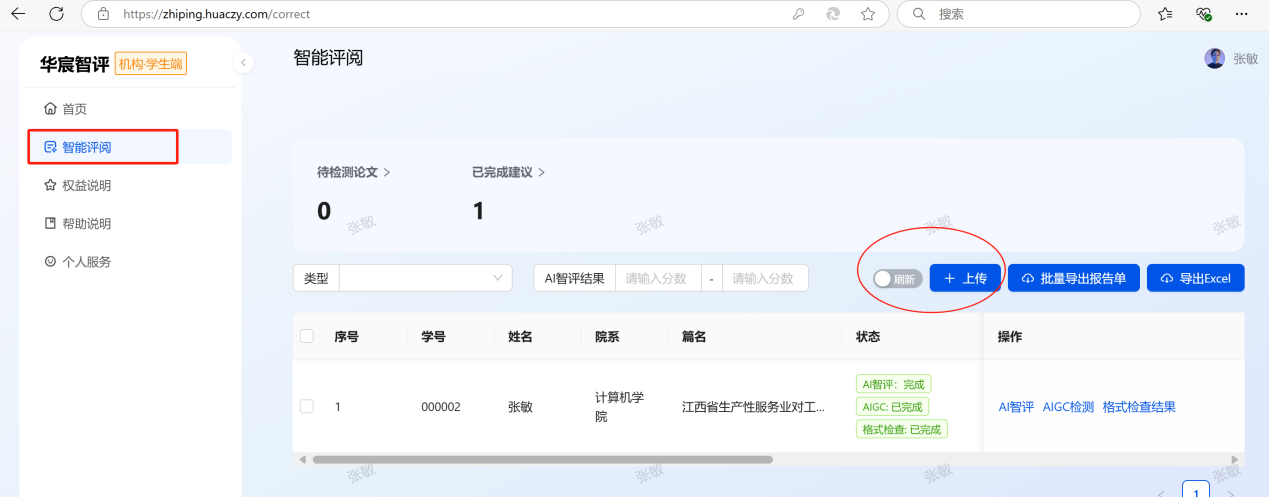 https://zhiping.huaczy.com/correct
搜索
华宸智评 机构·学生端
首页
智能评阅
权益说明
帮助说明
个人服务
智能评阅
张敏
待检测论文 >
0
已完成建议 >
1
类型
AI智评结果 请输入分数 - 请输入分数
刷新
+ 上传
批量导出报告单
导出Excel
序号 学号 姓名 院系 篇名 状态 操作
1 000002 张敏
计算机学
院
江西省生产性服务业对工...
AI智评: 完成
AIGC: 已完成
格式检查: 已完成
AI智评 AIGC检测 格式检查结果
1
张敏 张敏 张敏 张敏
张敏 张敏 张敏 张敏